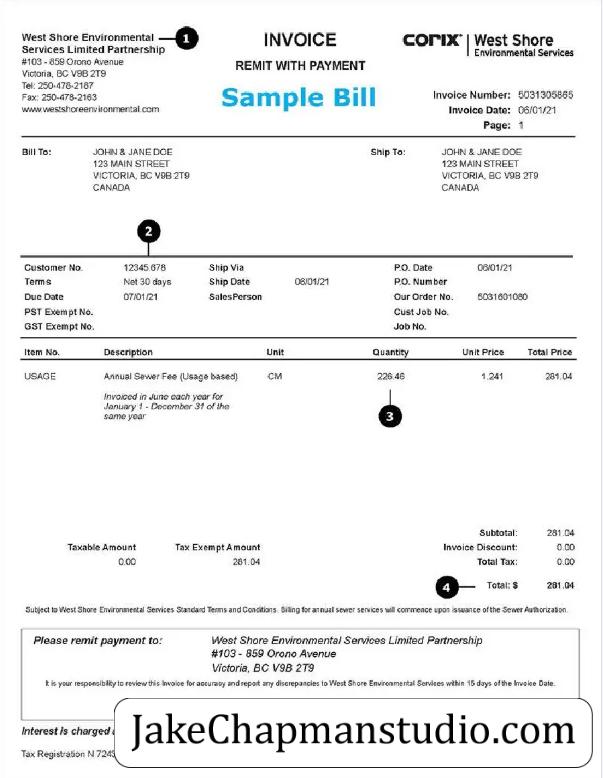 West Shore Environmental
Services Limited Partnership
#103 - 859 Orono Avenue
Victoria, BC V9B 2T9
Tel: 250-478-2187
Fax: 250-478-2163
www.westshoreenvironmental.com
1
INVOICE
REMIT WITH PAYMENT
Sample Bill
corix West Shore
Environmental Services
Invoice Number: 5031305865
Invoice Date: 06/01/21
Page: 1
Bill To: JOHN & JANE DOE
123 MAIN STREET
VICTORIA, BC V9B 2T9
CANADA
Ship To: JOHN & JANE DOE
123 MAIN STREET
VICTORIA, BC V9B 2T9
CANADA
2
Customer No. 12345 678 Ship Via P.O. Date 06/01/21
Terms Net 30 days Ship Date 06/01/21 P.O. Number
Due Date 07/01/21 SalesPerson Our Order No. 5031601080
PST Exempt No. Cust Job No.
GST Exempt No. Job No.
Item No. Description Unit Quantity Unit Price Total Price
USAGE Annual Sewer Fee (Usage based) CM 226.46 1.241 281.04
Invoiced in June each year for
January 1 - December 31 of the
same year
3
Subtotal: 281.04
Taxable Amount Tax Exempt Amount Invoice Discount: 0.00
0.00 281.04 Total Tax: 0.00
4 Total: $ 281.04
Subject to West Shore Environmental Services Standard Terms and Conditions. Billing for annual sewer services will commence upon issuance of the Sewer Authorization.
Please remit payment to: West Shore Environmental Services Limited Partnership
#103 - 859 Orono Avenue
Victoria, BC V9B 2T9
It is your responsibility to review this Invoice for accuracy and report any discrepancies to West Shore Environmental Services within 15 days of the Invoice Date.
Interest is charged
JakeChapmanstudio.com
Tax Registration N